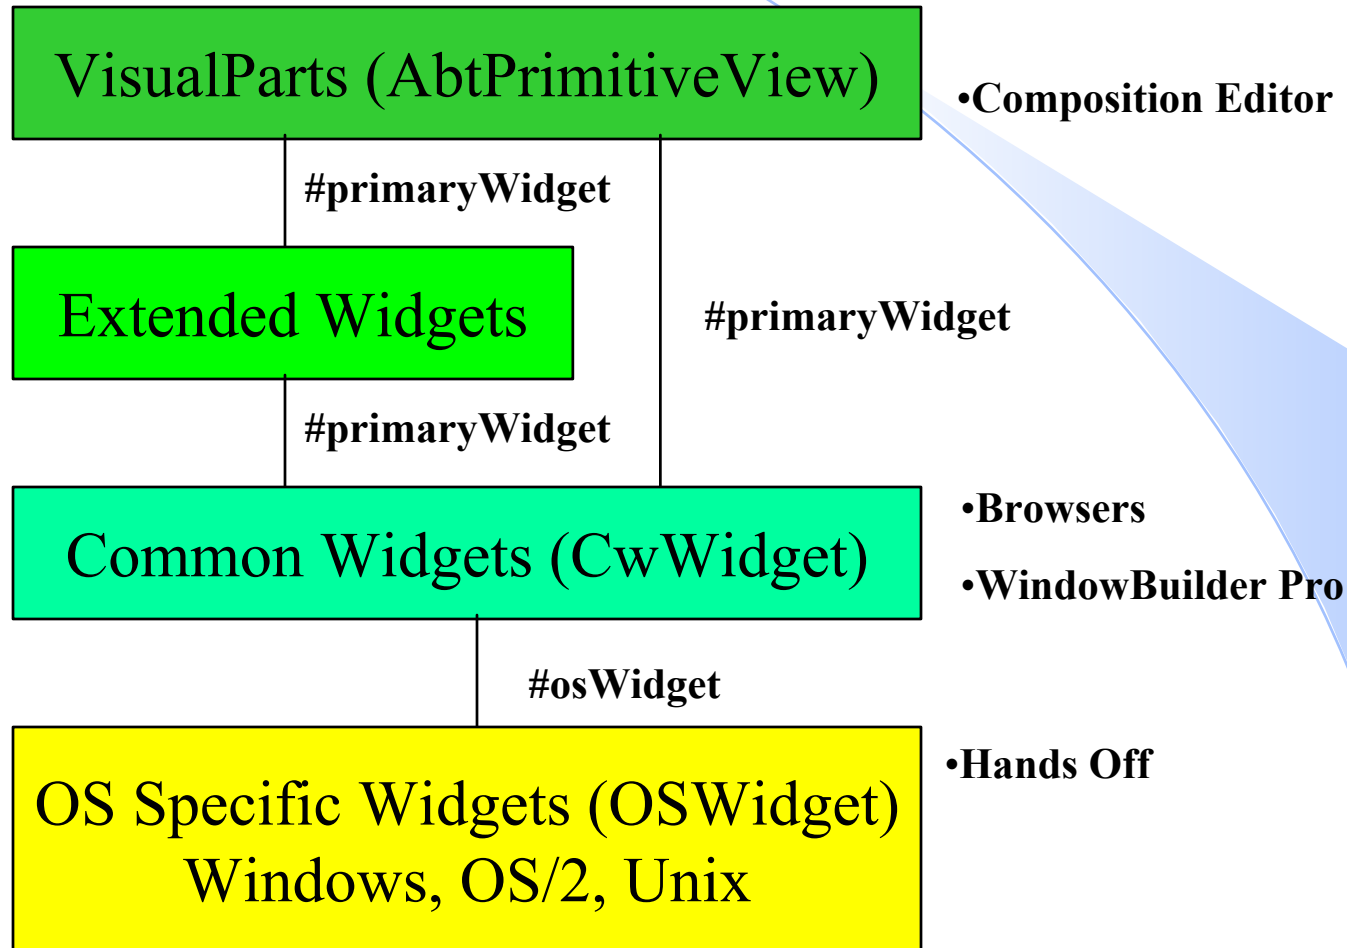 VisualParts (AbtPrimitiveView)
•Composition Editor
#primaryWidget
Extended Widgets
#primaryWidget
#primaryWidget
Common Widgets (CwWidget)
•Browsers
•WindowBuilder Pro
#osWidget
OS Specific Widgets (OSWidget)
Windows, OS/2, Unix
•Hands Off